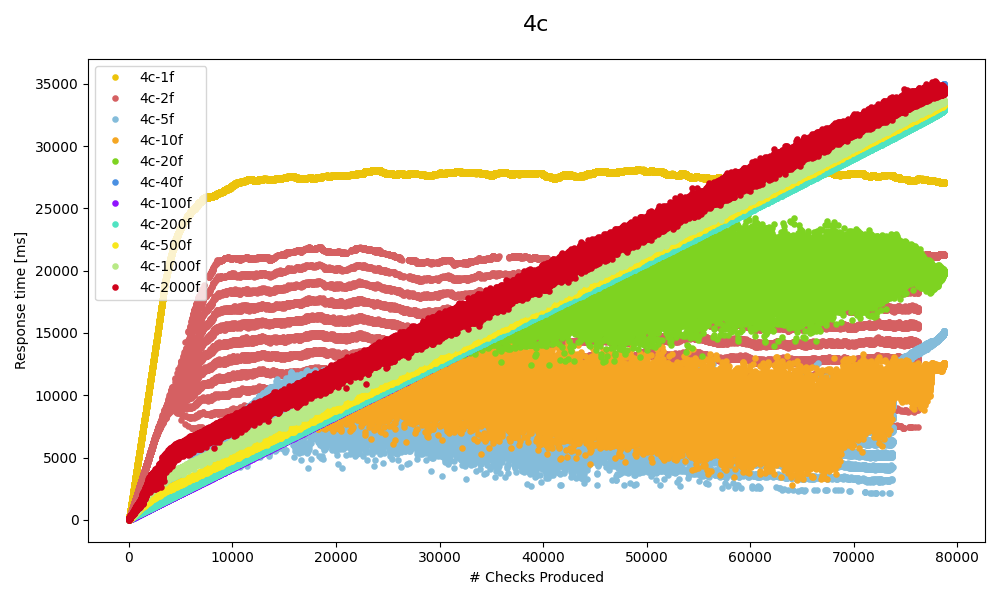 4c
4c-1f
4c-2f
4c-5f
4c-10f
4c-20f
4c-40f
4c-100f
4c-200f
4c-500f
4c-1000f
4c-2000f
Response time [ms]
35000
30000
25000
20000
15000
10000
5000
0
0 10000 20000 30000 40000 50000 60000 70000 80000
# Checks Produced